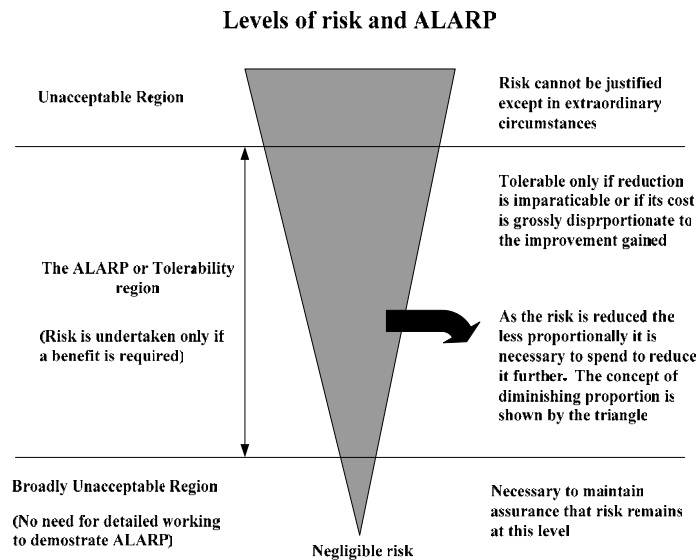 Levels of risk and ALARP
Unacceptable Region
Risk cannot be justified
except in extraordinary
circumstances
Tolerable only if reduction
is imparaticable or if its cost
is grossly disprportionate to
the improvement gained
The ALARP or Tolerability
region
(Risk is undertaken only if
a benefit is required)
As the risk is reduced the
less proportionally it is
necessary to spend to reduce
it further. The concept of
diminishing proportion is
shown by the triangle
Broadly Unacceptable Region
(No need for detailed working
to demostrate ALARP)
Necessary to maintain
assurance that risk remains
at this level
Negligible risk